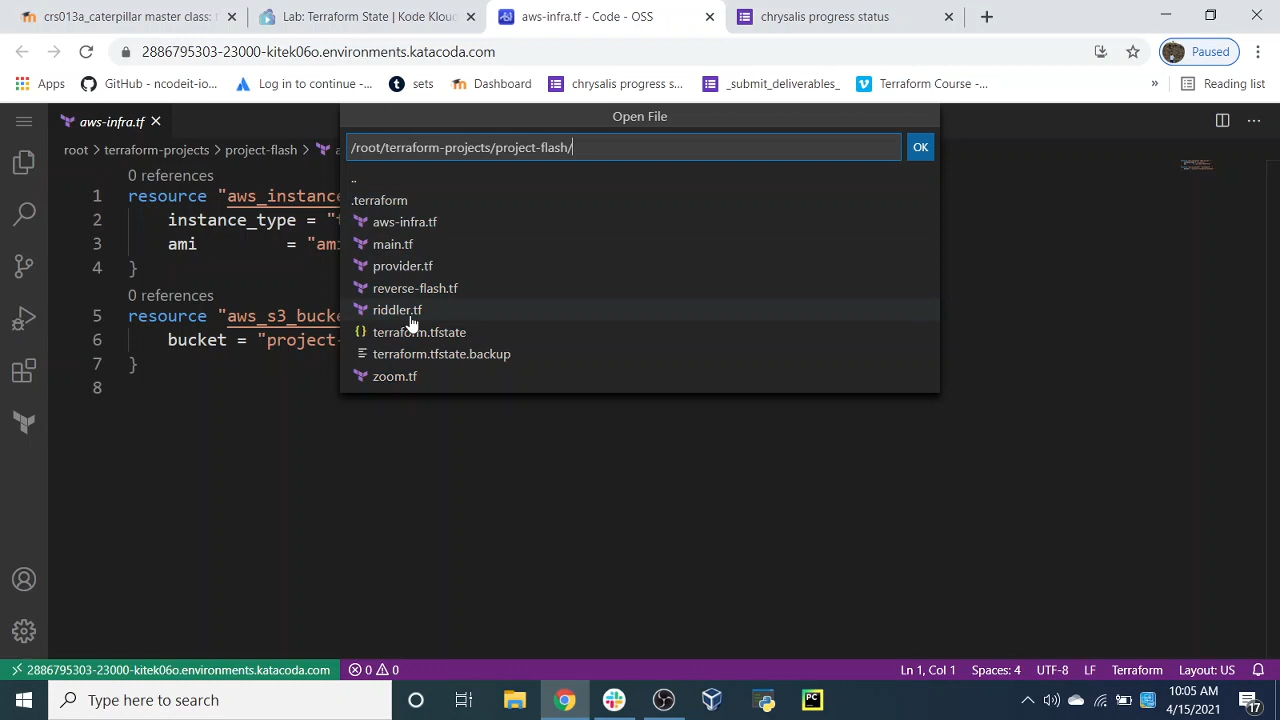 ts013a_caterpillar master class: t
Lab: Terraform State | Kode Kloud
aws-infra.tf - Code - OSS
chrysalis progress status
2886795303-23000-kitek06o.environments.katacoda.com
Paused
Apps
GitHub - ncodeit-io...
Log in to continue -...
sets
Dashboard
chrysalis progress s...
_submit_deliverables_
Terraform Course -...
»
Reading list
aws-infra.tf
Open File
root > terraform-projects > project-flash >
/root/terraform-projects/project-flash/
OK
0 references
..
1 resource "aws_instance
.terraform
2 instance_type = "t
aws-infra.tf
3 ami = "ami
main.tf
4 }
provider.tf
0 references
reverse-flash.tf
5 resource "aws_s3_bucke
riddler.tf
6 bucket = "project-
terraform.tfstate
7 }
terraform.tfstate.backup
8
zoom.tf
2886795303-23000-kitek06o.environments.katacoda.com
0 0
Ln 1, Col 1
Spaces: 4
UTF-8
LF
Terraform
Layout: US
Type here to search
PC
10:05 AM
4/15/2021
17